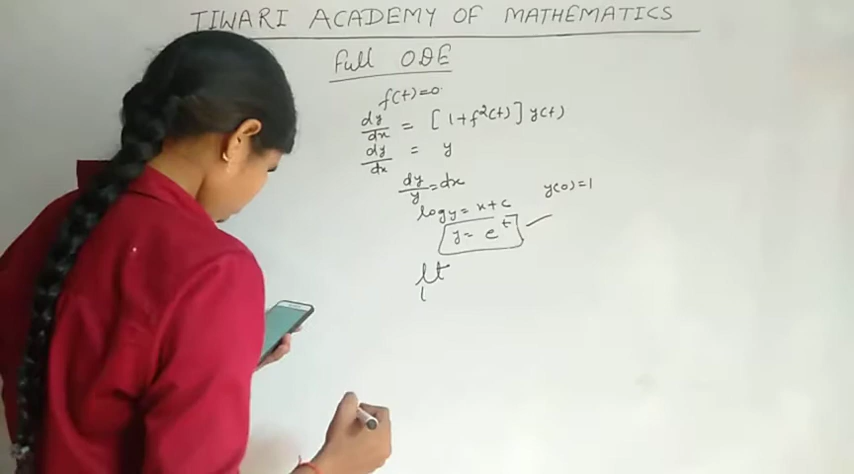 TIWARI ACADEMY OF MATHEMATICS
Full ODE
f(t)=0
dy/dx = [1+f²(t)] y(t)
dy/dx = y
dy/y = dx
y(0)=1
log y = x+c
y = e^t
lt